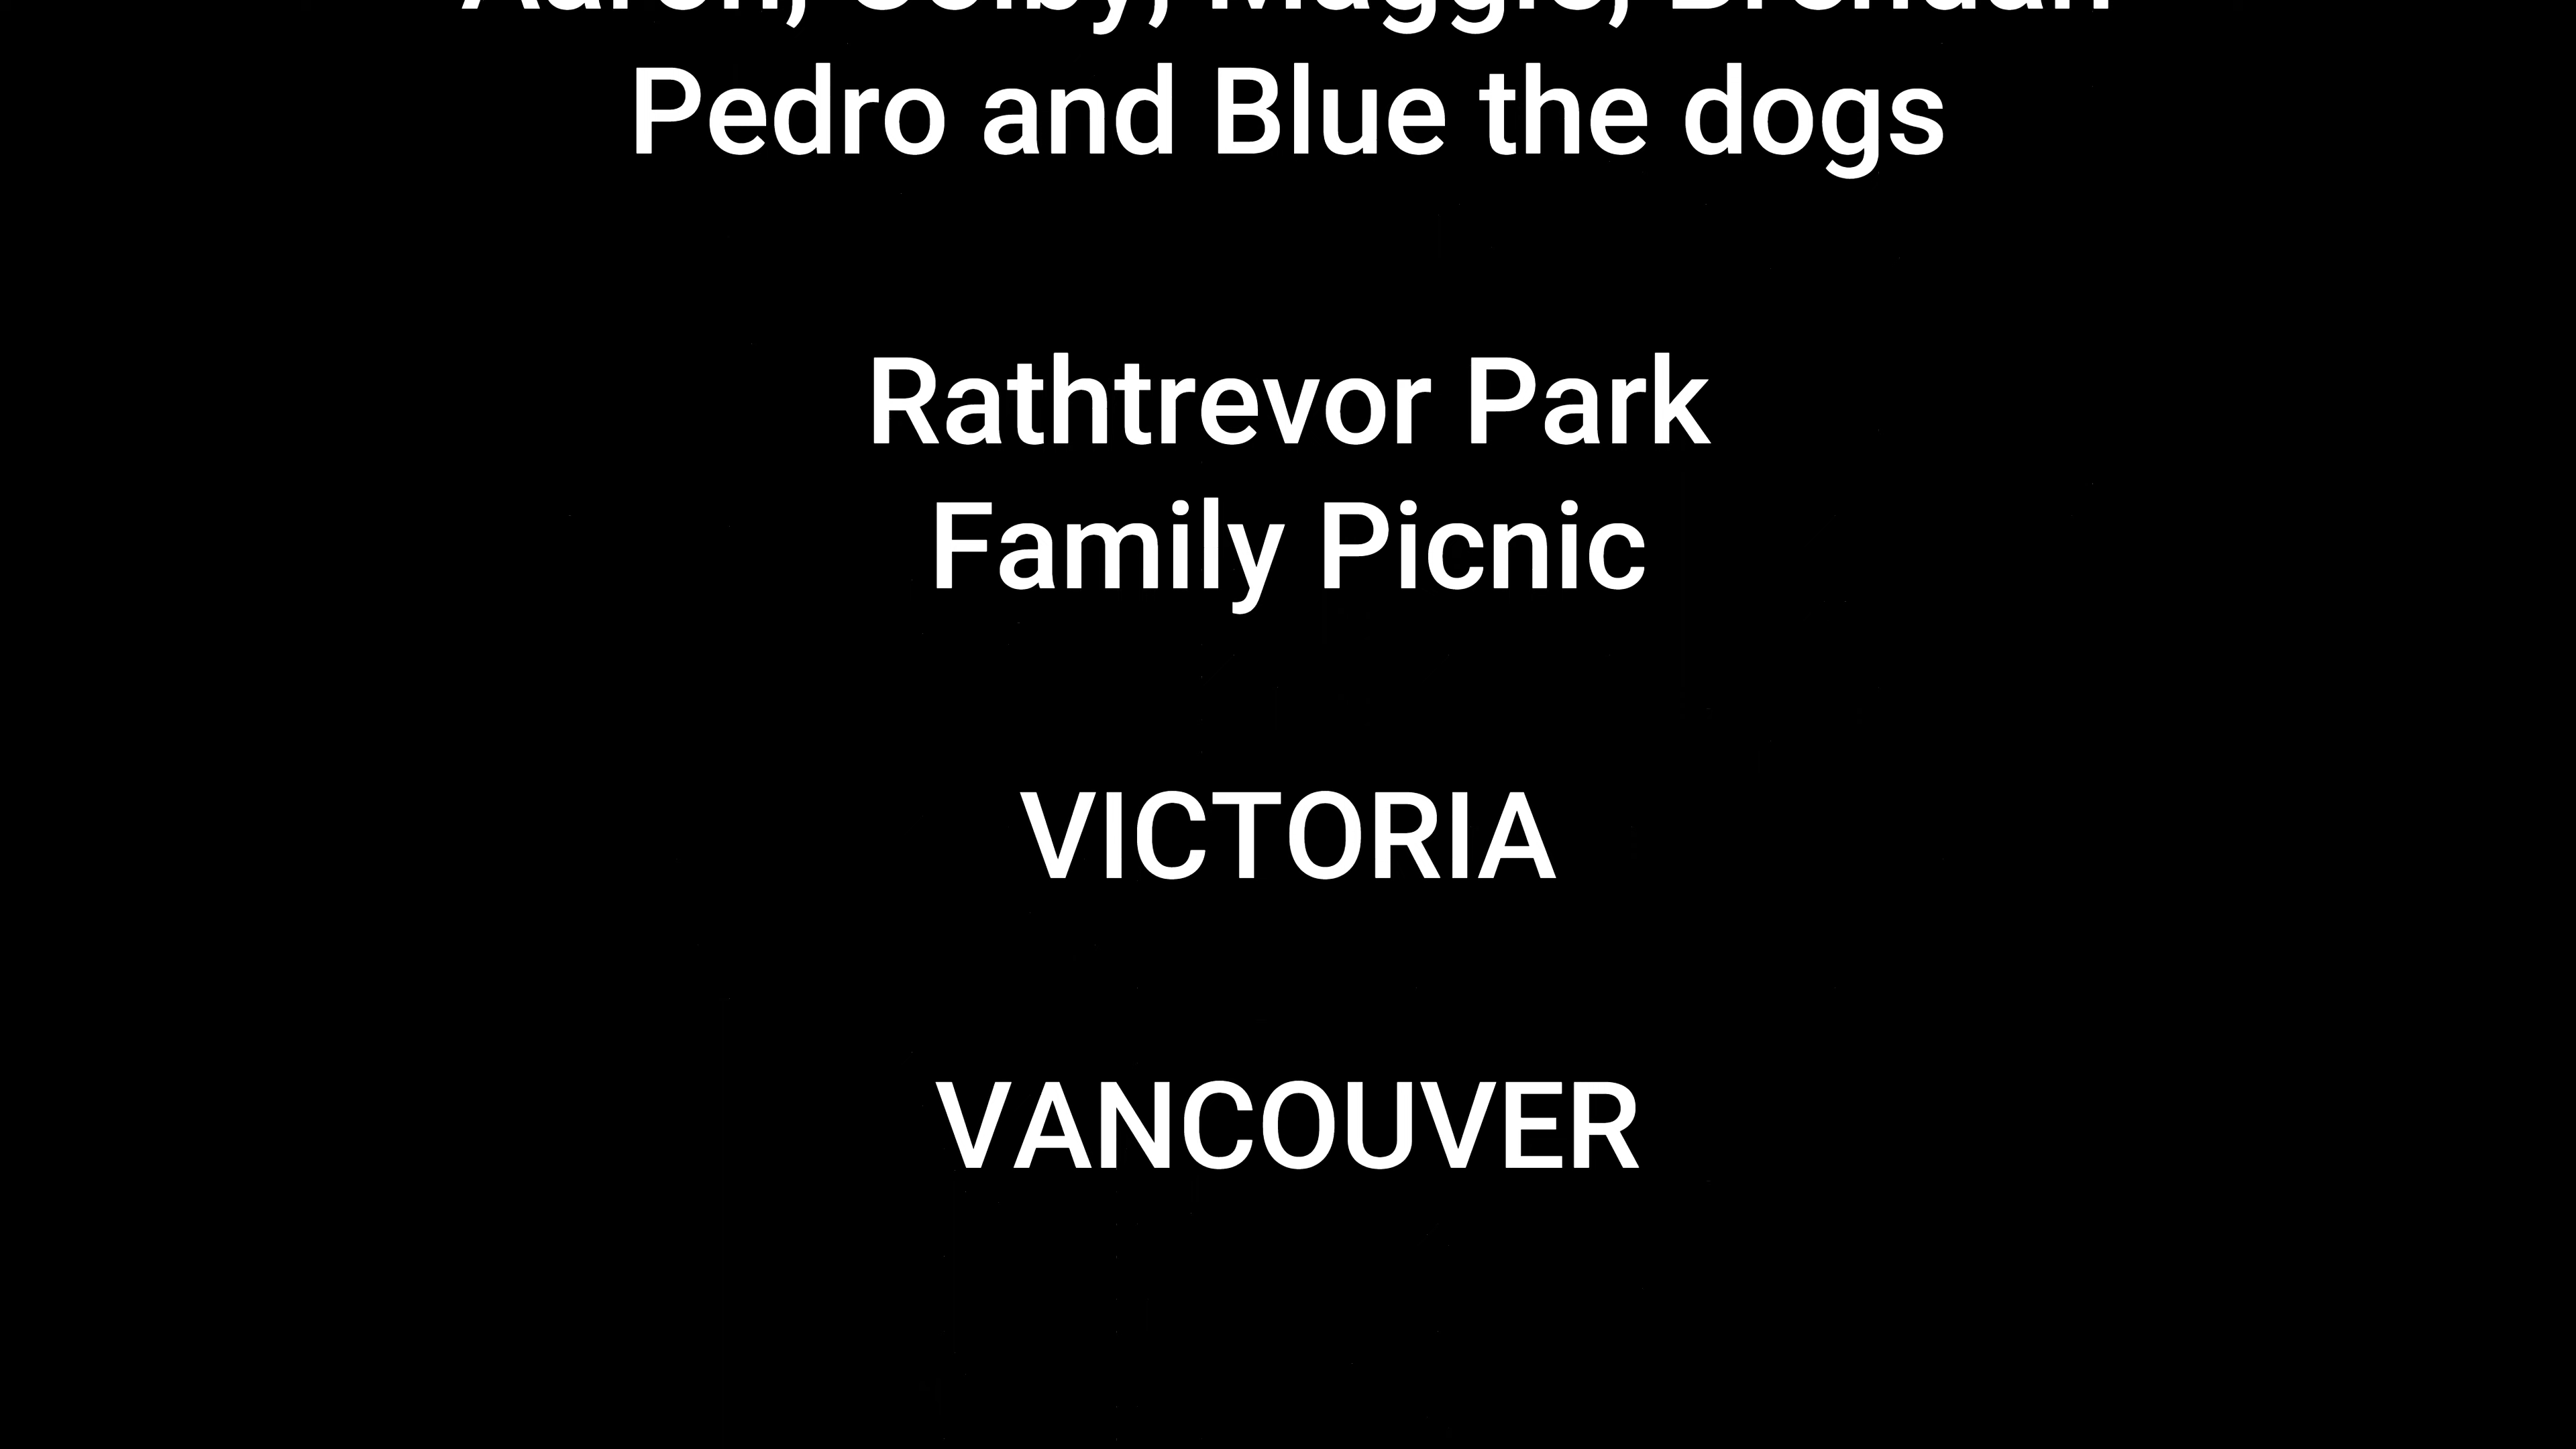 Pedro and Blue the dogs
Rathtrevor Park
Family Picnic
VICTORIA
VANCOUVER